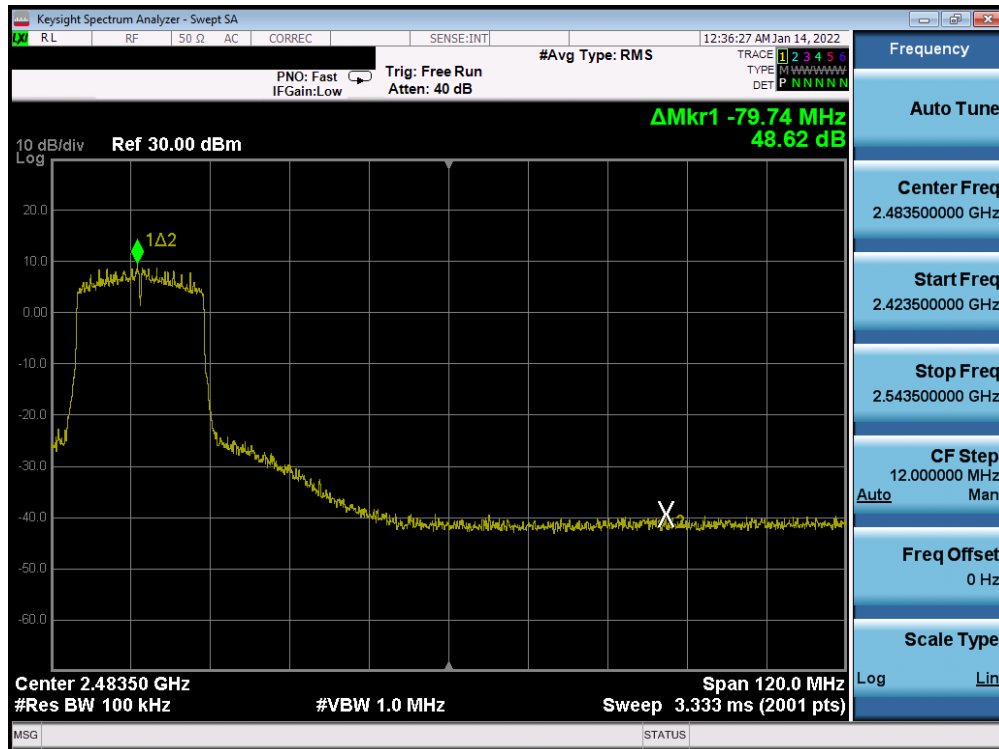 Keysight Spectrum Analyzer - Swept SA
LXI RL RF 50 Ω AC CORREC SENSE:INT 12:36:27 AM Jan 14, 2022
#Avg Type: RMS
TRACE 1 2 3 4 5 6
PNO: Fast Trig: Free Run
TYPE M WWWWW
IFGain:Low Atten: 40 dB
DET P N N N N N
ΔMkr1 -79.74 MHz
48.62 dB
10 dB/div Ref 30.00 dBm
Log
20.0
1Δ2
10.0
0.00
-10.0
-20.0
-30.0
-40.0
X2
-50.0
-60.0
Center 2.48350 GHz Span 120.0 MHz
#Res BW 100 kHz #VBW 1.0 MHz Sweep 3.333 ms (2001 pts)
MSG STATUS
Frequency
Auto Tune
Center Freq
2.483500000 GHz
Start Freq
2.423500000 GHz
Stop Freq
2.543500000 GHz
CF Step
12.000000 MHz
Auto Man
Freq Offset
0 Hz
Scale Type
Log Lin